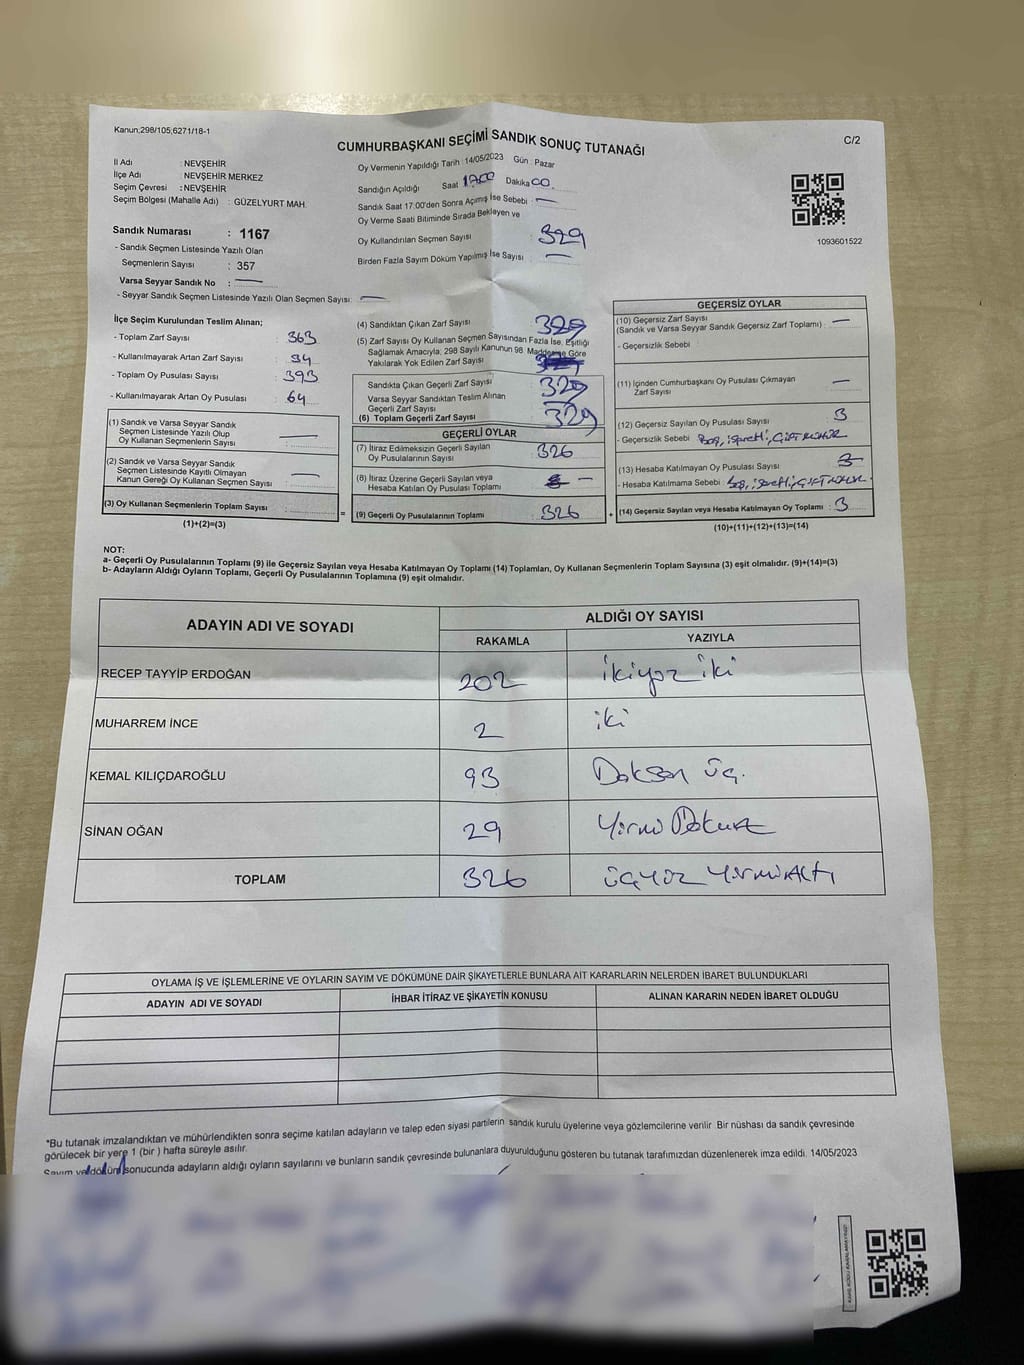 Kanun;298/105;6271/18-1
CUMHURBAŞKANI SEÇİMİ SANDIK SONUÇ TUTANAĞI
C/2
İl Adı : NEVŞEHİR
İlçe Adı : NEVŞEHİR MERKEZ
Seçim Çevresi : NEVŞEHİR
Seçim Bölgesi (Mahalle Adı) : GÜZELYURT MAH.
Sandık Numarası : 1167
- Sandık Seçmen Listesinde Yazılı Olan
Seçmenlerin Sayısı : 357
Varsa Seyyar Sandık No : —
- Seyyar Sandık Seçmen Listesinde Yazılı Olan Seçmen Sayısı: —
Oy Vermenin Yapıldığı Tarih : 14/05/2023 Gün : Pazar
Sandığın Açıldığı Saat 17.00 Dakika 00.
Sandık Saat 17:00'den Sonra Açımış İse Sebebi : —
Oy Verme Saati Bitiminde Sırada Bekleyen ve
Oy Kullandırılan Seçmen Sayısı : 329
Birden Fazla Sayım Döküm Yapılmış İse Sayısı : —
1093601522
İlçe Seçim Kurulundan Teslim Alınan;
- Toplam Zarf Sayısı : 363
- Kullanılmayarak Artan Zarf Sayısı : 34
- Toplam Oy Pusulası Sayısı : 393
- Kullanılmayarak Artan Oy Pusulası : 64
(1) Sandık ve Varsa Seyyar Sandık
Seçmen Listesinde Yazılı Olup
Oy Kullanan Seçmenlerin Sayısı : —
(2) Sandık ve Varsa Seyyar Sandık
Seçmen Listesinde Kayıtlı Olmayan
Kanun Gereği Oy Kullanan Seçmen Sayısı : —
(3) Oy Kullanan Seçmenlerin Toplam Sayısı :
(1)+(2)=(3)
(4) Sandıktan Çıkan Zarf Sayısı : 329
(5) Zarf Sayısı Oy Kullanan Seçmen Sayısından Fazla İse, Eşitliği
Sağlamak Amacıyla, 298 Sayılı Kanunun 98. Maddesine Göre
Yakılarak Yok Edilen Zarf Sayısı
Sandıkta Çıkan Geçerli Zarf Sayısı : 329
Varsa Seyyar Sandıktan Teslim Alınan
Geçerli Zarf Sayısı
(6) Toplam Geçerli Zarf Sayısı : 329
GEÇERLİ OYLAR
(7) İtiraz Edilmeksizin Geçerli Sayılan
Oy Pusulalarının Sayısı : 326
(8) İtiraz Üzerine Geçerli Sayılan veya
Hesaba Katılan Oy Pusulası Toplamı : —
= (9) Geçerli Oy Pusulalarının Toplamı : 326 +
GEÇERSİZ OYLAR
(10) Geçersiz Zarf Sayısı
(Sandık ve Varsa Seyyar Sandık Geçersiz Zarf Toplamı) : —
- Geçersizlik Sebebi :
(11) İçinden Cumhurbaşkanı Oy Pusulası Çıkmayan
Zarf Sayısı : —
(12) Geçersiz Sayılan Oy Pusulası Sayısı : 3
- Geçersizlik Sebebi : Boş, işaretli, ÇİFT MÜHÜR
(13) Hesaba Katılmayan Oy Pusulası Sayısı : 3
- Hesaba Katılmama Sebebi : Boş, işaretli, ÇİFT MÜHÜR.
(14) Geçersiz Sayılan veya Hesaba Katılmayan Oy Toplamı : 3
(10)+(11)+(12)+(13)=(14)
NOT:
a- Geçerli Oy Pusulalarının Toplamı (9) ile Geçersiz Sayılan veya Hesaba Katılmayan Oy Toplamı (14) Toplamları, Oy Kullanan Seçmenlerin Toplam Sayısına (3) eşit olmalıdır. (9)+(14)=(3)
b- Adayların Aldığı Oyların Toplamı, Geçerli Oy Pusulalarının Toplamına (9) eşit olmalıdır.
ADAYIN ADI VE SOYADI
ALDIĞI OY SAYISI
RAKAMLA YAZIYLA
RECEP TAYYİP ERDOĞAN 202 ikiyüz iki
MUHARREM İNCE 2 iki
KEMAL KILIÇDAROĞLU 93 Doksan üç.
SİNAN OĞAN 29 Yirmi Dokuz
TOPLAM 326 üçyüz YirmiAltı
OYLAMA İŞ VE İŞLEMLERİNE VE OYLARIN SAYIM VE DÖKÜMÜNE DAİR ŞİKAYETLERLE BUNLARA AİT KARARLARIN NELERDEN İBARET BULUNDUKLARI
ADAYIN ADI VE SOYADI İHBAR İTİRAZ VE ŞİKAYETİN KONUSU ALINAN KARARIN NEDEN İBARET OLDUĞU
*Bu tutanak imzalandıktan ve mühürlendikten sonra seçime katılan adayların ve talep eden siyasi partilerin sandık kurulu üyelerine veya gözlemcilerine verilir Bir nüshası da sandık çevresinde
görülecek bir yere 1 (bir ) hafta süreyle asılır.
Sayım ve döküm sonucunda adayların aldığı oyların sayılarını ve bunların sandık çevresinde bulunanlara duyurulduğunu gösteren bu tutanak tarafımızdan düzenlenerek imza edildi. 14/05/2023